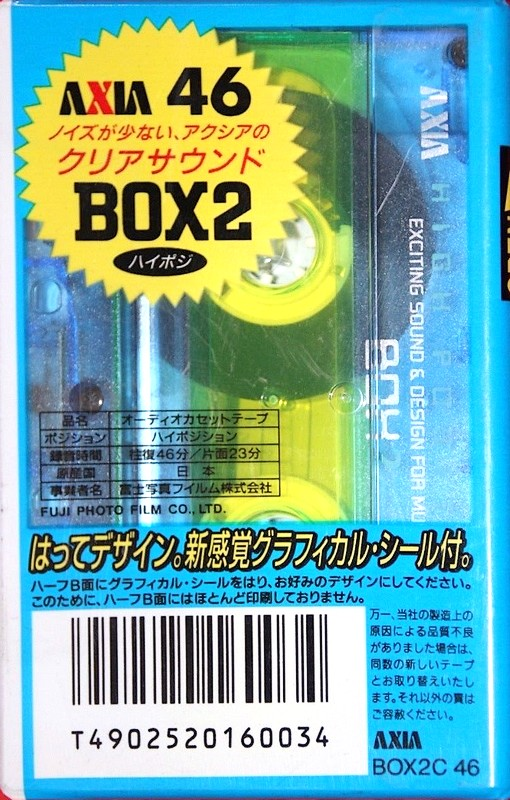 AXIA 46
ノイズが少ない、アクシアの
クリアサウンド
BOX2
ハイポジ
AXIA
HIGH PO
EXCITING SOUND & DESIGN FOR MU
BOX
品名 オーディオカセットテープ
ポジション ハイポジション
録音時間 往復46分／片面23分
原産国 日本
事業者名 富士写真フイルム株式会社
FUJI PHOTO FILM CO., LTD.
はってデザイン。新感覚グラフィカル・シール付。
ハーフB面にグラフィカル・シールをはり、お好みのデザインにしてください。
このために、ハーフB面にはほとんど印刷しておりません。
万一、当社の製造上の
原因による品質不良
がありました場合は、
同数の新しいテープ
とお取り替えいたし
ます。それ以外の責は
ご容赦ください。
T4902520160034
AXIA
BOX2C 46